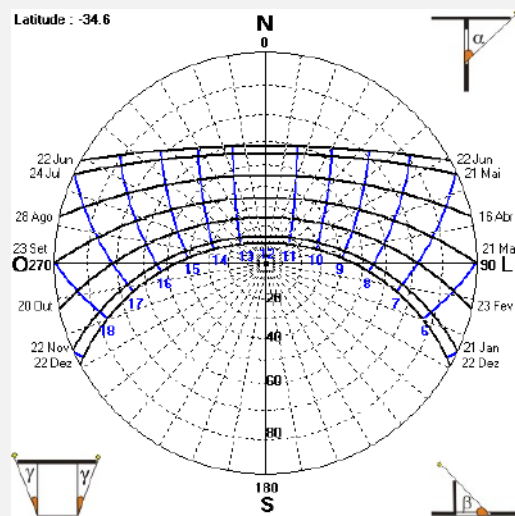 Latitude : -34.6
N
0
α
22 Jun
24 Jul
28 Ago
23 Set
O 270
20 Out
22 Nov
22 Dez
22 Jun
21 Mai
16 Abr
21 Mar
90 L
23 Fev
21 Jan
22 Dez
18
17
16
15
14
13
12
11
10
9
8
7
6
20
40
60
80
180
S
γ
γ
β